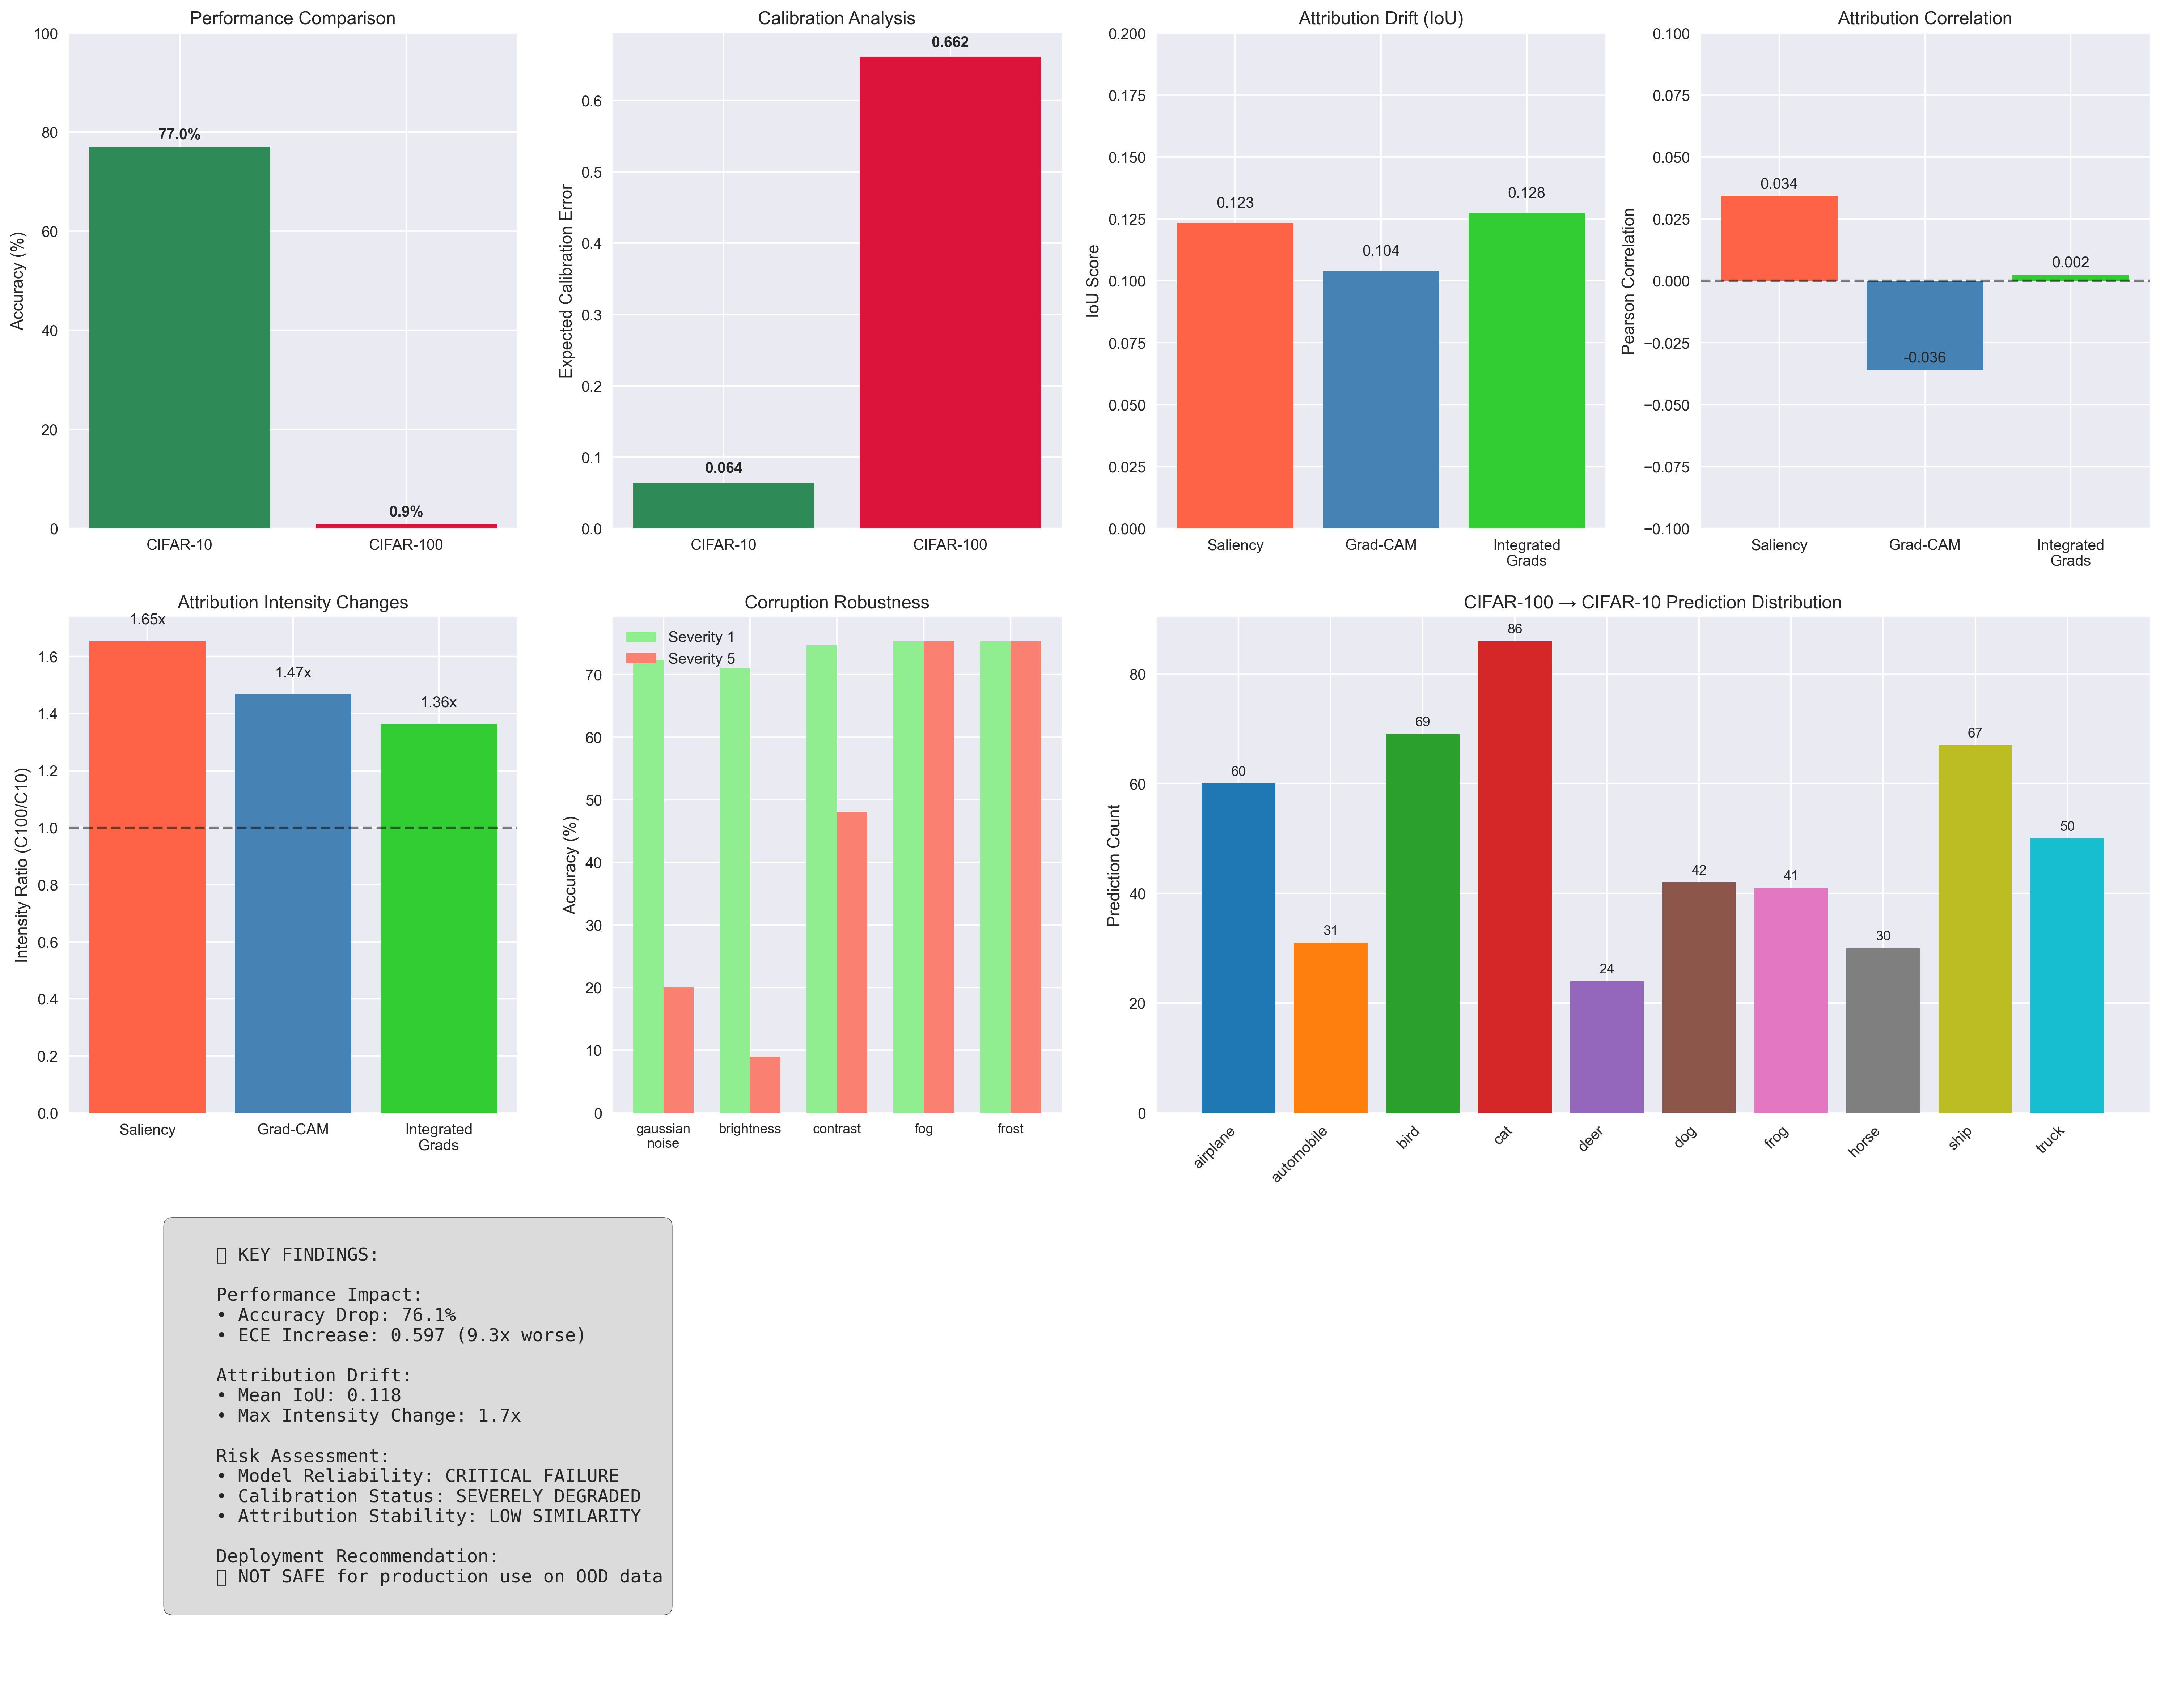 Performance Comparison
Accuracy (%)
100
80
60
40
20
0
77.0%
0.9%
CIFAR-10
CIFAR-100
Calibration Analysis
Expected Calibration Error
0.6
0.5
0.4
0.3
0.2
0.1
0.0
0.064
0.662
CIFAR-10
CIFAR-100
Attribution Drift (IoU)
IoU Score
0.200
0.175
0.150
0.125
0.100
0.075
0.050
0.025
0.000
0.123
0.104
0.128
Saliency
Grad-CAM
Integrated
Grads
Attribution Correlation
Pearson Correlation
0.100
0.075
0.050
0.025
0.000
−0.025
−0.050
−0.075
−0.100
0.034
-0.036
0.002
Saliency
Grad-CAM
Integrated
Grads
Attribution Intensity Changes
Intensity Ratio (C100/C10)
1.6
1.4
1.2
1.0
0.8
0.6
0.4
0.2
0.0
1.65x
1.47x
1.36x
Saliency
Grad-CAM
Integrated
Grads
Corruption Robustness
Accuracy (%)
70
60
50
40
30
20
10
0
Severity 1
Severity 5
gaussian
noise
brightness
contrast
fog
frost
CIFAR-100 → CIFAR-10 Prediction Distribution
Prediction Count
80
60
40
20
0
60
31
69
86
24
42
41
30
67
50
airplane
automobile
bird
cat
deer
dog
frog
horse
ship
truck
KEY FINDINGS:
Performance Impact:
• Accuracy Drop: 76.1%
• ECE Increase: 0.597 (9.3x worse)
Attribution Drift:
• Mean IoU: 0.118
• Max Intensity Change: 1.7x
Risk Assessment:
• Model Reliability: CRITICAL FAILURE
• Calibration Status: SEVERELY DEGRADED
• Attribution Stability: LOW SIMILARITY
Deployment Recommendation:
NOT SAFE for production use on OOD data